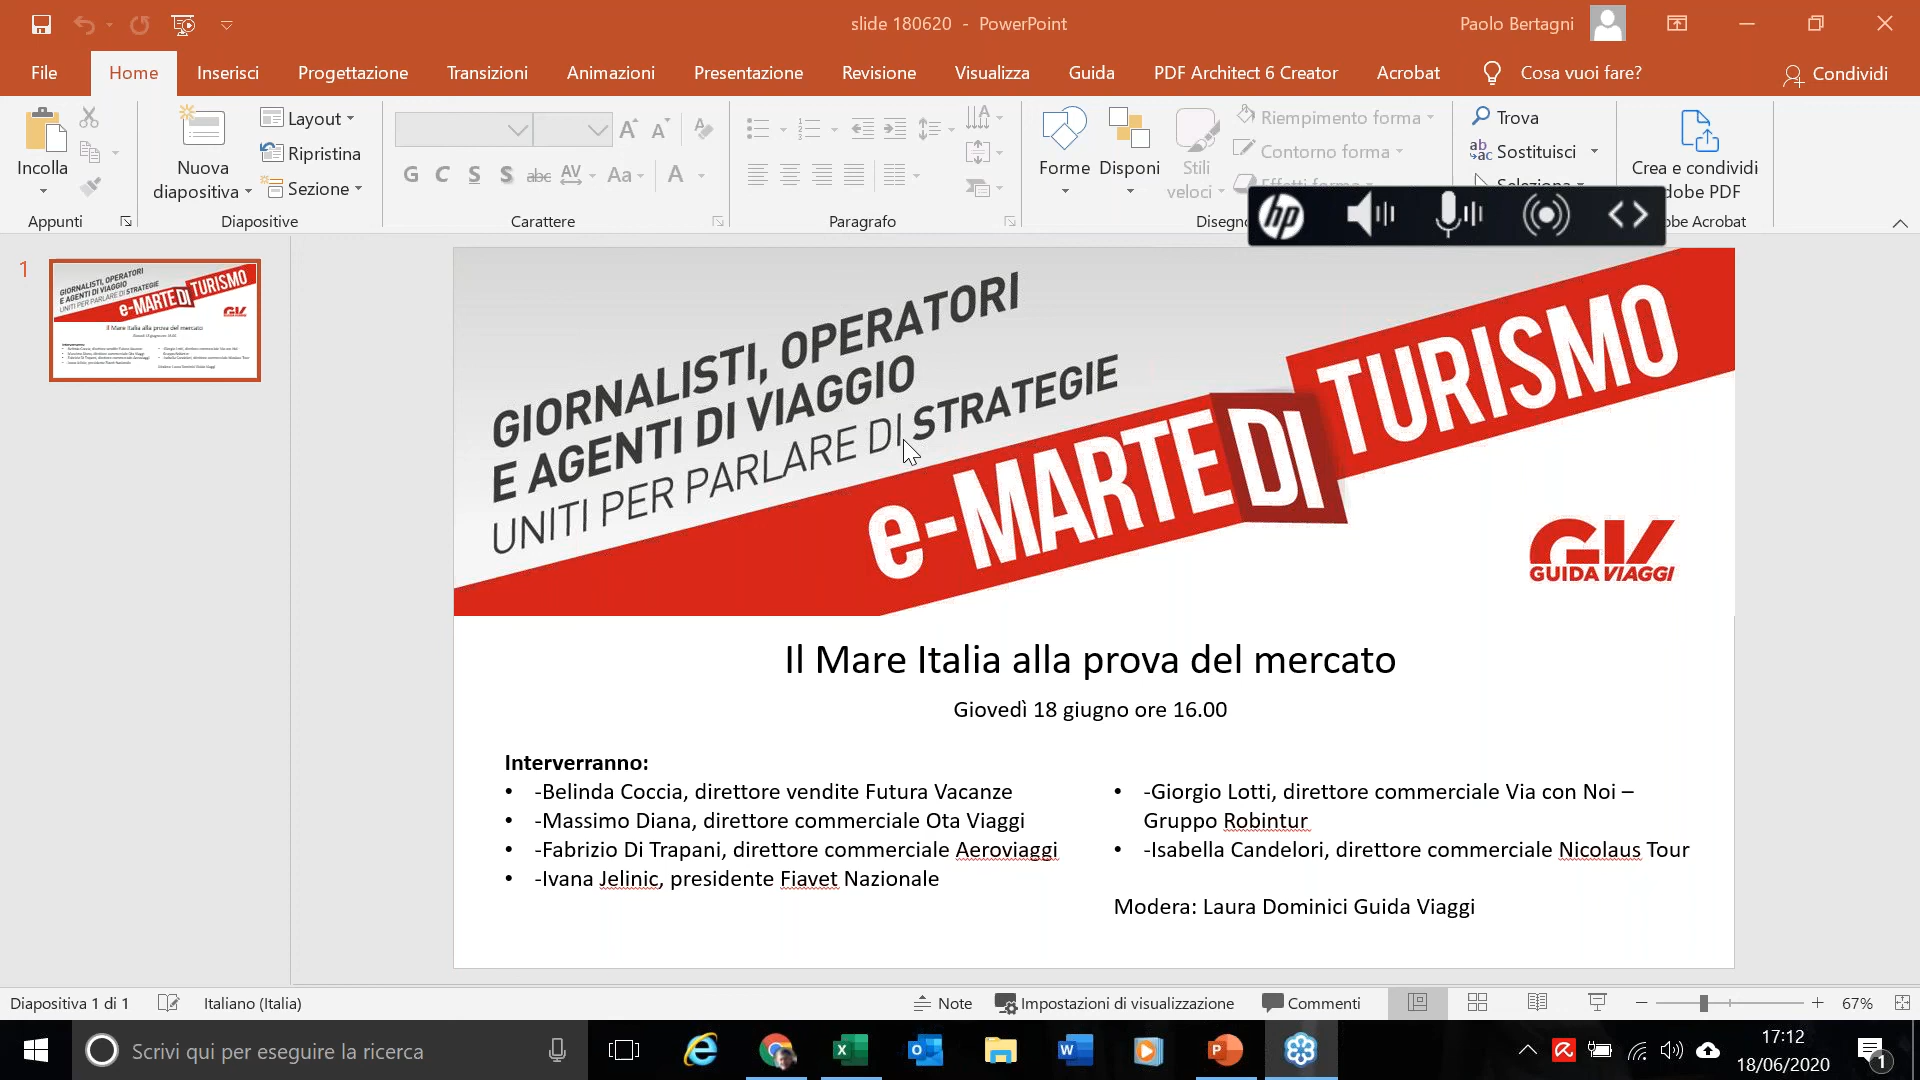 slide 180620 - PowerPoint
Paolo Bertagni
File Home Inserisci Progettazione Transizioni Animazioni Presentazione Revisione Visualizza Guida PDF Architect 6 Creator Acrobat Cosa vuoi fare? Condividi
Incolla
Appunti
Nuova diapositiva
Layout
Ripristina
Sezione
Diapositive
G C S S abc AV Aa A
Carattere
Paragrafo
Forme
Disponi
Stili veloci
Riempimento forma
Contorno forma
Trova
Sostituisci
Crea e condividi
hp
1
GIORNALISTI, OPERATORI
E AGENTI DI VIAGGIO
UNITI PER PARLARE DI STRATEGIE
e-MARTEDI TURISMO
GV
GUIDA VIAGGI
Il Mare Italia alla prova del mercato
Giovedì 18 giugno ore 16.00
Interverranno:
• -Belinda Coccia, direttore vendite Futura Vacanze
• -Massimo Diana, direttore commerciale Ota Viaggi
• -Fabrizio Di Trapani, direttore commerciale Aeroviaggi
• -Ivana Jelinic, presidente Fiavet Nazionale
• -Giorgio Lotti, direttore commerciale Via con Noi –
Gruppo Robintur
• -Isabella Candelori, direttore commerciale Nicolaus Tour
Modera: Laura Dominici Guida Viaggi
Diapositiva 1 di 1 Italiano (Italia) Note Impostazioni di visualizzazione Commenti 67%
Scrivi qui per eseguire la ricerca
17:12
18/06/2020
1